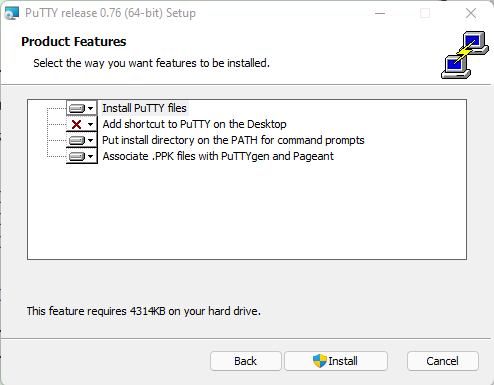 PuTTY release 0.76 (64-bit) Setup
Product Features
Select the way you want features to be installed.
Install PuTTY files
Add shortcut to PuTTY on the Desktop
Put install directory on the PATH for command prompts
Associate .PPK files with PuTTYgen and Pageant
This feature requires 4314KB on your hard drive.
Back
Install
Cancel